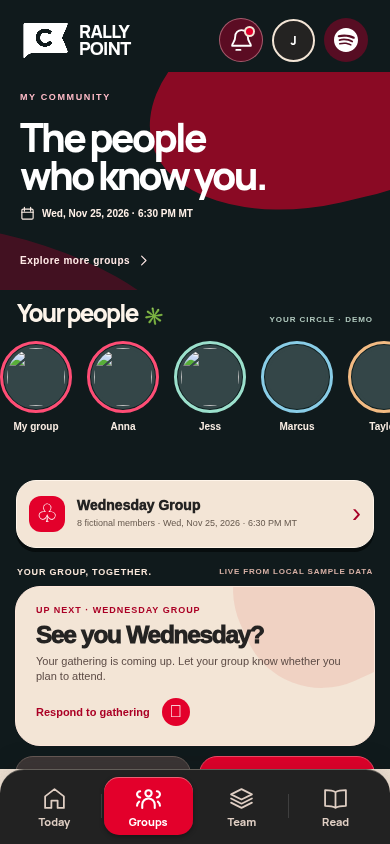 RALLY
POINT
J
MY COMMUNITY
The people
who know you.
Wed, Nov 25, 2026 · 6:30 PM MT
Explore more groups
Your people
YOUR CIRCLE · DEMO
My group
Anna
Jess
Marcus
Taylo
Wednesday Group
8 fictional members · Wed, Nov 25, 2026 · 6:30 PM MT
YOUR GROUP, TOGETHER.
LIVE FROM LOCAL SAMPLE DATA
UP NEXT · WEDNESDAY GROUP
See you Wednesday?
Your gathering is coming up. Let your group know whether you
plan to attend.
Respond to gathering
Today
Groups
Team
Read